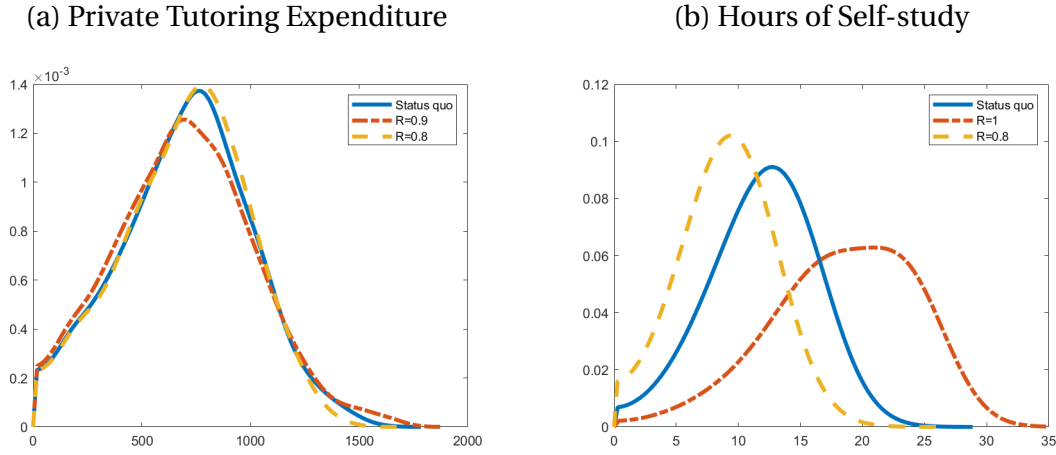 (a) Private Tutoring Expenditure
×10⁻³
1.4
1.2
1
0.8
0.6
0.4
0.2
0
0 500 1000 1500 2000
Status quo
R=0.9
R=0.8
(b) Hours of Self-study
0.12
0.1
0.08
0.06
0.04
0.02
0
0 5 10 15 20 25 30 35
Status quo
R=1
R=0.8